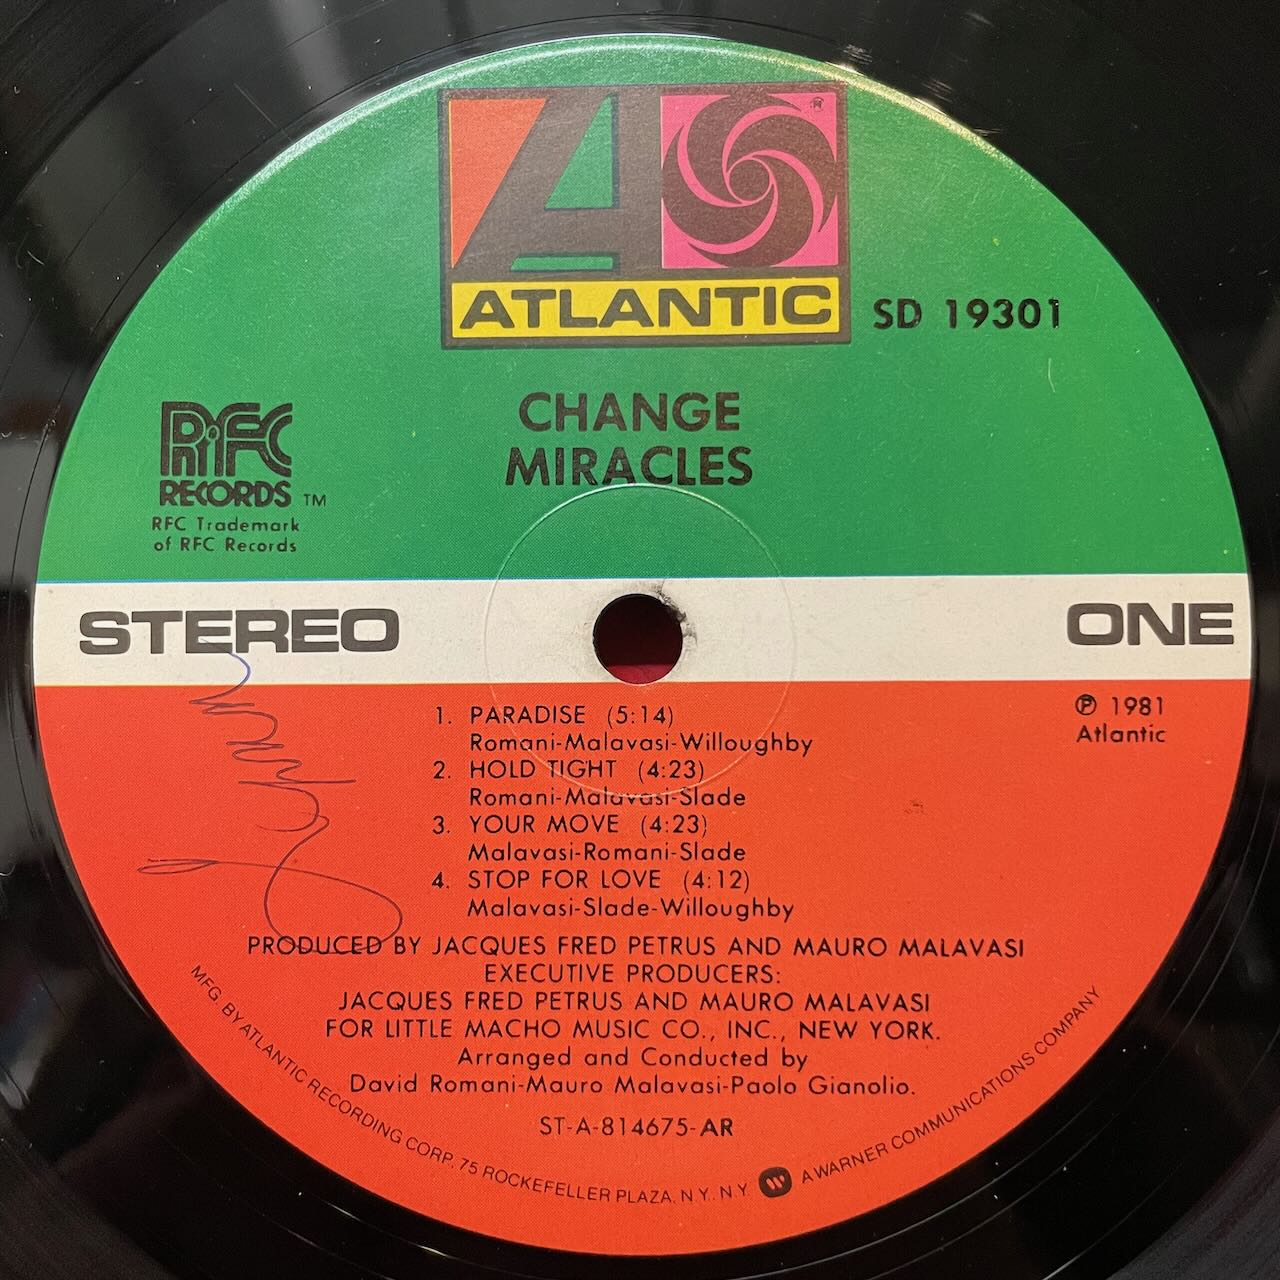 ATLANTIC
SD 19301
CHANGE
MIRACLES
RFC
RECORDS ™
RFC Trademark
of RFC Records
STEREO
ONE
℗ 1981
Atlantic
1. PARADISE (5:14)
Romani-Malavasi-Willoughby
2. HOLD TIGHT (4:23)
Romani-Malavasi-Slade
3. YOUR MOVE (4:23)
Malavasi-Romani-Slade
4. STOP FOR LOVE (4:12)
Malavasi-Slade-Willoughby
PRODUCED BY JACQUES FRED PETRUS AND MAURO MALAVASI
EXECUTIVE PRODUCERS:
JACQUES FRED PETRUS AND MAURO MALAVASI
FOR LITTLE MACHO MUSIC CO., INC., NEW YORK.
Arranged and Conducted by
David Romani-Mauro Malavasi-Paolo Gianolio.
ST-A-814675-AR
MFG. BY ATLANTIC RECORDING CORP. 75 ROCKEFELLER PLAZA. N.Y. N.Y. A WARNER COMMUNICATIONS COMPANY